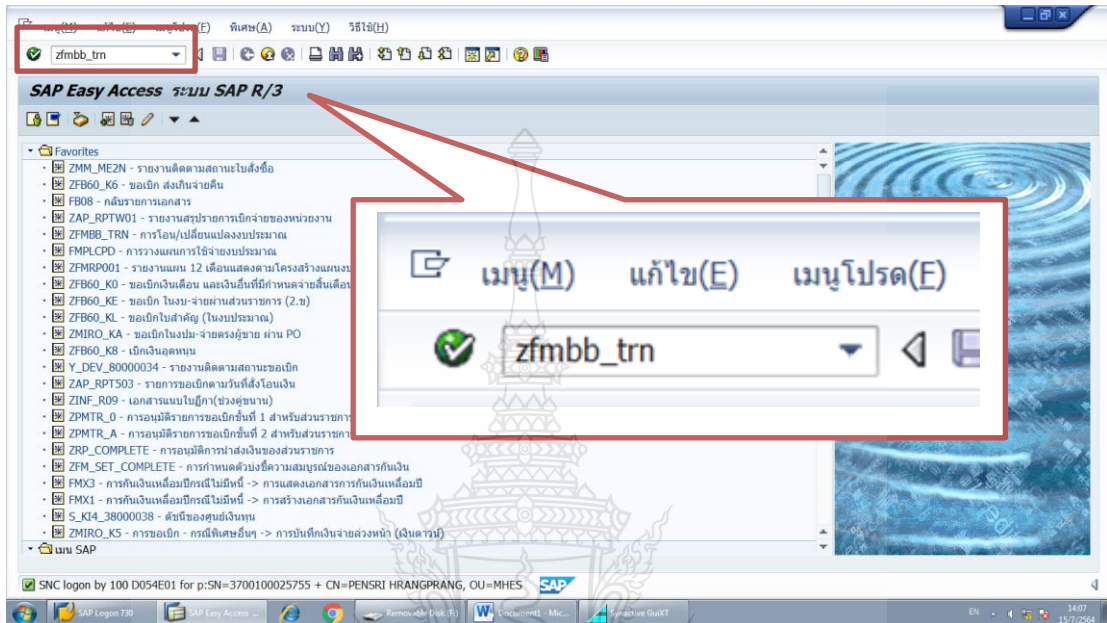 เมนู(M) แก้ไข(E) เมนูโปรด(F) พิเศษ(A) ระบบ(Y) วิธีใช้(H)
zfmbb_trn
SAP Easy Access ระบบ SAP R/3
Favorites
ZMM_ME2N - รายงานติดตามสถานะใบสั่งซื้อ
ZFB60_K6 - ขอเบิก ส่งเกินจ่ายคืน
FB08 - กลับรายการเอกสาร
ZAP_RPTW01 - รายงานสรุปรายการเบิกจ่ายของหน่วยงาน
ZFMBB_TRN - การโอน/เปลี่ยนแปลงงบประมาณ
FMPLCPD - การวางแผนการใช้จ่ายงบประมาณ
ZFMRP001 - รายงานแผน 12 เดือนแสดงตามโครงสร้างแผนงบ
ZFB60_K0 - ขอเบิกเงินเดือน และเงินอื่นที่มีกำหนดจ่ายสิ้นเดือน
ZFB60_KE - ขอเบิก ในงบ-จ่ายผ่านส่วนราชการ (2.ข)
ZFB60_KL - ขอเบิกใบสำคัญ (ในงบประมาณ)
ZMIRO_KA - ขอเบิกในงปม-จ่ายตรงผู้ขาย ผ่าน PO
ZFB60_K8 - เบิกเงินอุดหนุน
Y_DEV_80000034 - รายงานติดตามสถานะขอเบิก
ZAP_RPT503 - รายการขอเบิกตามวันที่สั่งโอนเงิน
ZINF_R09 - เอกสารแนบใบฎีกา(ช่วงคู่ขนาน)
ZPMTR_0 - การอนุมัติรายการขอเบิกขั้นที่ 1 สำหรับส่วนราชการ
ZPMTR_A - การอนุมัติรายการขอเบิกขั้นที่ 2 สำหรับส่วนราชการ
ZRP_COMPLETE - การอนุมัติการนำส่งเงินของส่วนราชการ
ZFM_SET_COMPLETE - การกำหนดตัวบ่งชี้ความสมบูรณ์ของเอกสารกันเงิน
FMX3 - การกันเงินเหลื่อมปีกรณีไม่มีหนี้ -> การแสดงเอกสารการกันเงินเหลื่อมปี
FMX1 - การกันเงินเหลื่อมปีกรณีไม่มีหนี้ -> การสร้างเอกสารกันเงินเหลื่อมปี
S_KI4_38000038 - ดัชนีของศูนย์เงินทุน
ZMIRO_K5 - การขอเบิก - กรณีพิเศษอื่นๆ -> การบันทึกเงินจ่ายล่วงหน้า (เงินดาวน์)
เมนู SAP
เมนู(M) แก้ไข(E) เมนูโปรด(F)
zfmbb_trn
SNC logon by 100 D054E01 for p:SN=3700100025755 + CN=PENSRI HRANGPRANG, OU=MHES SAP
SAP Logon 730 SAP Easy Access ... Removable Disk (F:) Document1 - Mic... Synactive GuiXT EN 14:07
15/7/2564